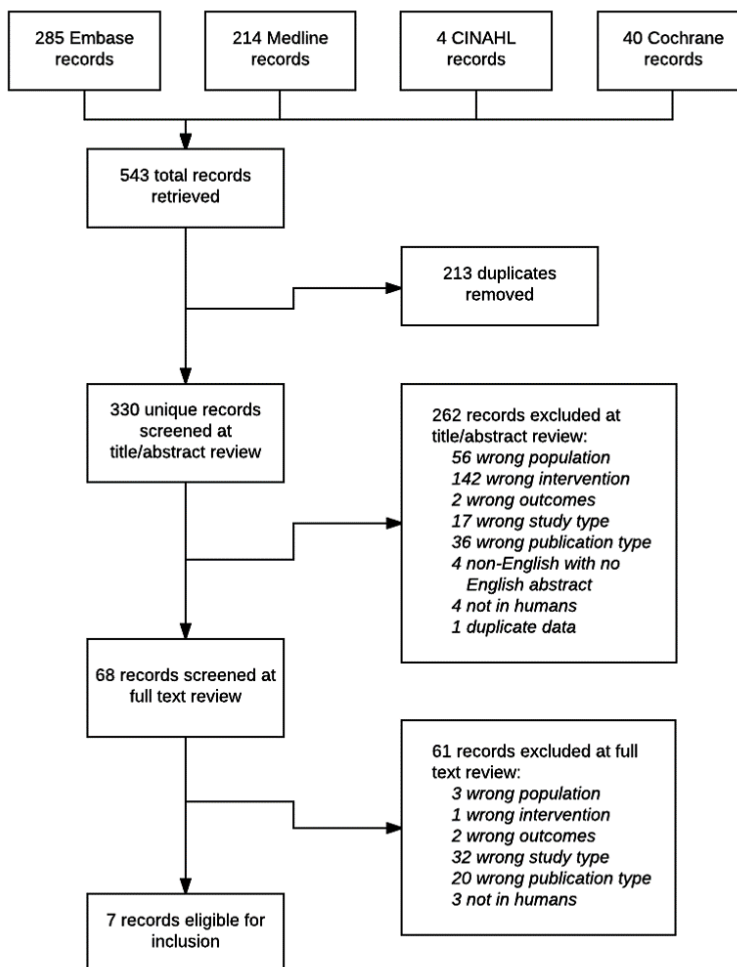 285 Embase
records
214 Medline
records
4 CINAHL
records
40 Cochrane
records
543 total records
retrieved
213 duplicates
removed
330 unique records
screened at
title/abstract review
262 records excluded at
title/abstract review:
56 wrong population
142 wrong intervention
2 wrong outcomes
17 wrong study type
36 wrong publication type
4 non-English with no
English abstract
4 not in humans
1 duplicate data
68 records screened at
full text review
61 records excluded at full
text review:
3 wrong population
1 wrong intervention
2 wrong outcomes
32 wrong study type
20 wrong publication type
3 not in humans
7 records eligible for
inclusion